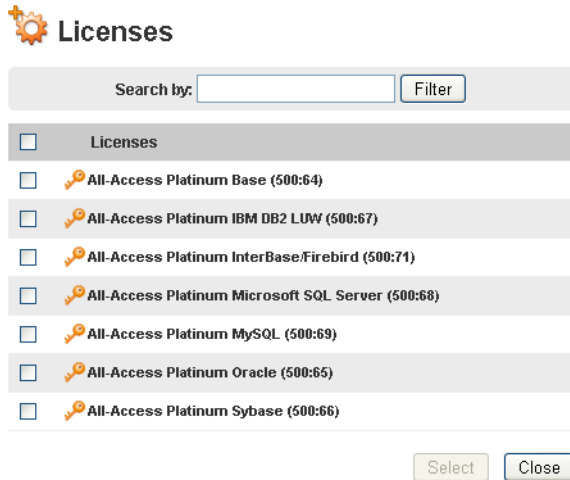 Licenses
Search by: Filter
Licenses
All-Access Platinum Base (500:64)
All-Access Platinum IBM DB2 LUW (500:67)
All-Access Platinum InterBase/Firebird (500:71)
All-Access Platinum Microsoft SQL Server (500:68)
All-Access Platinum MySQL (500:69)
All-Access Platinum Oracle (500:65)
All-Access Platinum Sybase (500:66)
Select Close